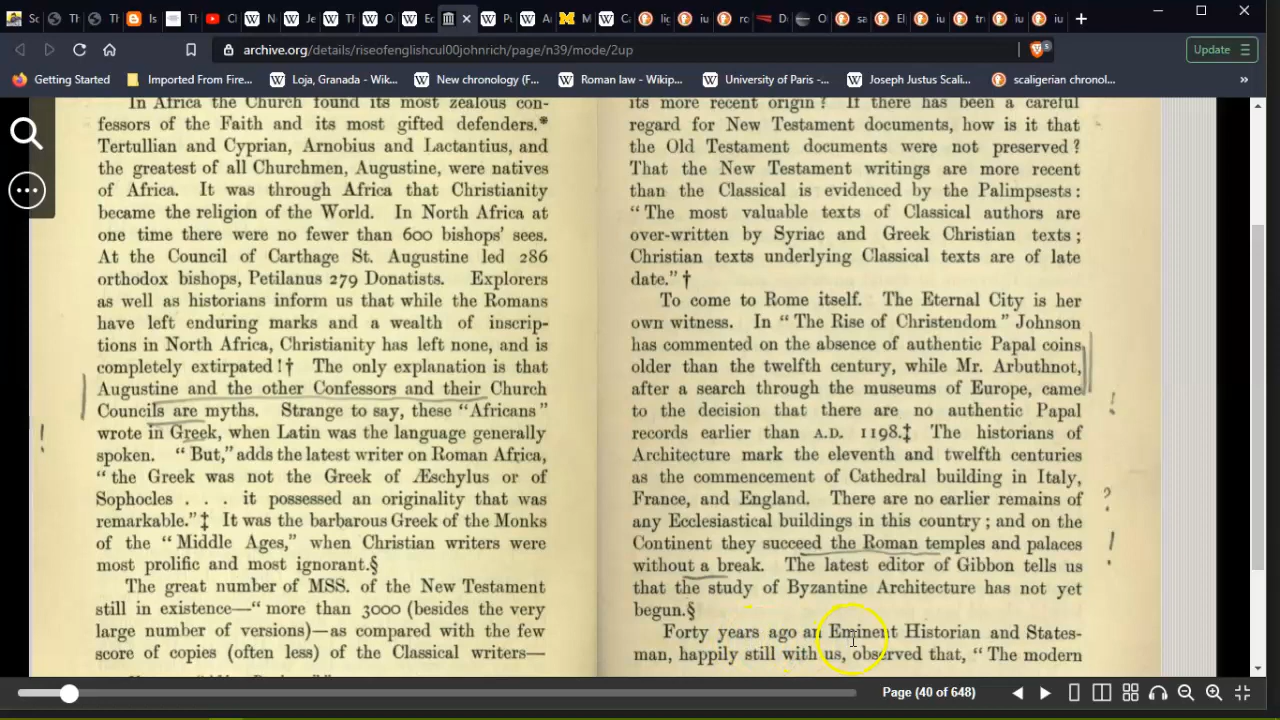 Sc
Th
Th
Is
Th
Cl
N
Je
Th
O
Ec
Pu
Ar
M
Ca
lig
iu
ro
De
O
sa
El
iu
tr
iu
archive.org/details/riseofenglishcul00johnrich/page/n39/mode/2up
5
Update
Getting Started
Imported From Fire...
Loja, Granada - Wik...
New chronology (F...
Roman law - Wikip...
University of Paris -...
Joseph Justus Scali...
scaligerian chronol...
»
In Africa the Church found its most zealous con-
fessors of the Faith and its most gifted defenders.*
Tertullian and Cyprian, Arnobius and Lactantius, and
the greatest of all Churchmen, Augustine, were natives
of Africa. It was through Africa that Christianity
became the religion of the World. In North Africa at
one time there were no fewer than 600 bishops' sees.
At the Council of Carthage St. Augustine led 286
orthodox bishops, Petilanus 279 Donatists. Explorers
as well as historians inform us that while the Romans
have left enduring marks and a wealth of inscrip-
tions in North Africa, Christianity has left none, and is
completely extirpated!† The only explanation is that
Augustine and the other Confessors and their Church
Councils are myths. Strange to say, these “Africans”
wrote in Greek, when Latin was the language generally
spoken. “But,” adds the latest writer on Roman Africa,
“the Greek was not the Greek of Æschylus or of
Sophocles . . . it possessed an originality that was
remarkable.”‡ It was the barbarous Greek of the Monks
of the “Middle Ages,” when Christian writers were
most prolific and most ignorant.§
The great number of MSS. of the New Testament
still in existence—“more than 3000 (besides the very
large number of versions)—as compared with the few
score of copies (often less) of the Classical writers—
!
its more recent origin? If there has been a careful
regard for New Testament documents, how is it that
the Old Testament documents were not preserved?
That the New Testament writings are more recent
than the Classical is evidenced by the Palimpsests:
“The most valuable texts of Classical authors are
over-written by Syriac and Greek Christian texts;
Christian texts underlying Classical texts are of late
date.”†
To come to Rome itself. The Eternal City is her
own witness. In “The Rise of Christendom” Johnson
has commented on the absence of authentic Papal coins
older than the twelfth century, while Mr. Arbuthnot,
after a search through the museums of Europe, came
to the decision that there are no authentic Papal
records earlier than A.D. 1198.‡ The historians of
Architecture mark the eleventh and twelfth centuries
as the commencement of Cathedral building in Italy,
France, and England. There are no earlier remains of
any Ecclesiastical buildings in this country; and on the
Continent they succeed the Roman temples and palaces
without a break. The latest editor of Gibbon tells us
that the study of Byzantine Architecture has not yet
begun.§
Forty years ago an Eminent Historian and States-
man, happily still with us, observed that, “The modern
!
?
!
Page (40 of 648)